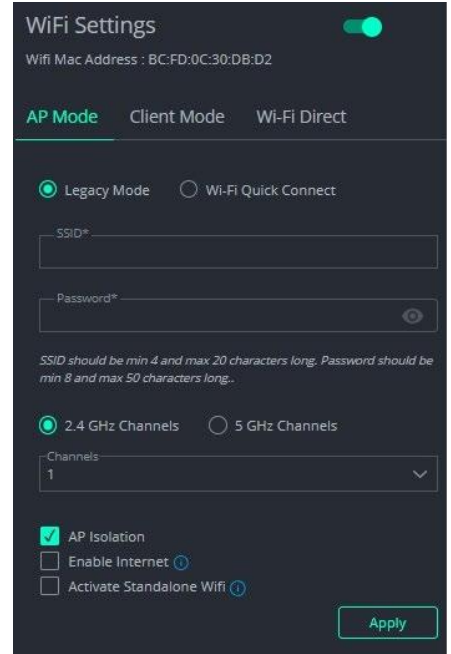 WiFi Settings
Wifi Mac Address : BC:FD:0C:30:DB:D2
AP Mode Client Mode Wi-Fi Direct
Legacy Mode Wi-Fi Quick Connect
SSID*
Password*
SSID should be min 4 and max 20 characters long. Password should be
min 8 and max 50 characters long..
2.4 GHz Channels 5 GHz Channels
Channels
1
AP Isolation
Enable Internet
Activate Standalone Wifi
Apply